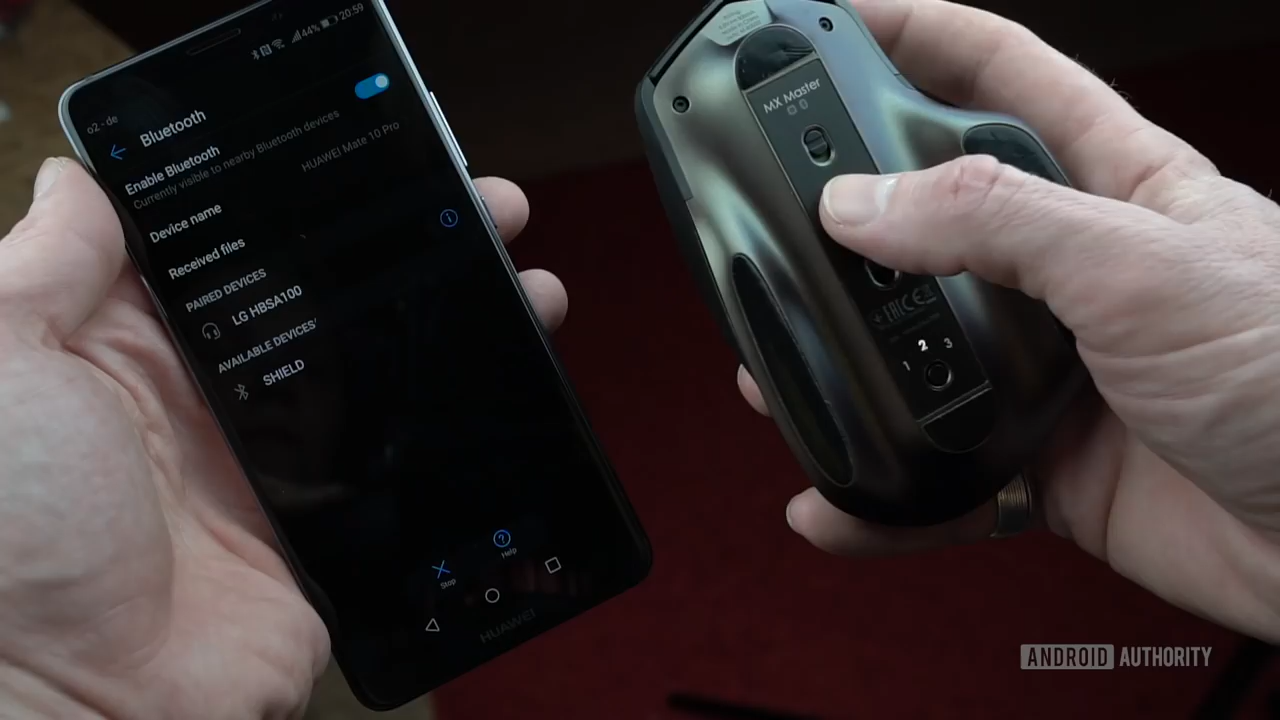 44% 20:59
o2 - de
Bluetooth
Enable Bluetooth
Currently visible to nearby Bluetooth devices
Device name
HUAWEI Mate 10 Pro
Received files
PAIRED DEVICES
LG HBSA100
AVAILABLE DEVICES
SHIELD
Stop
Help
HUAWEI
MX Master
EAC CE
1 2 3
ANDROID AUTHORITY